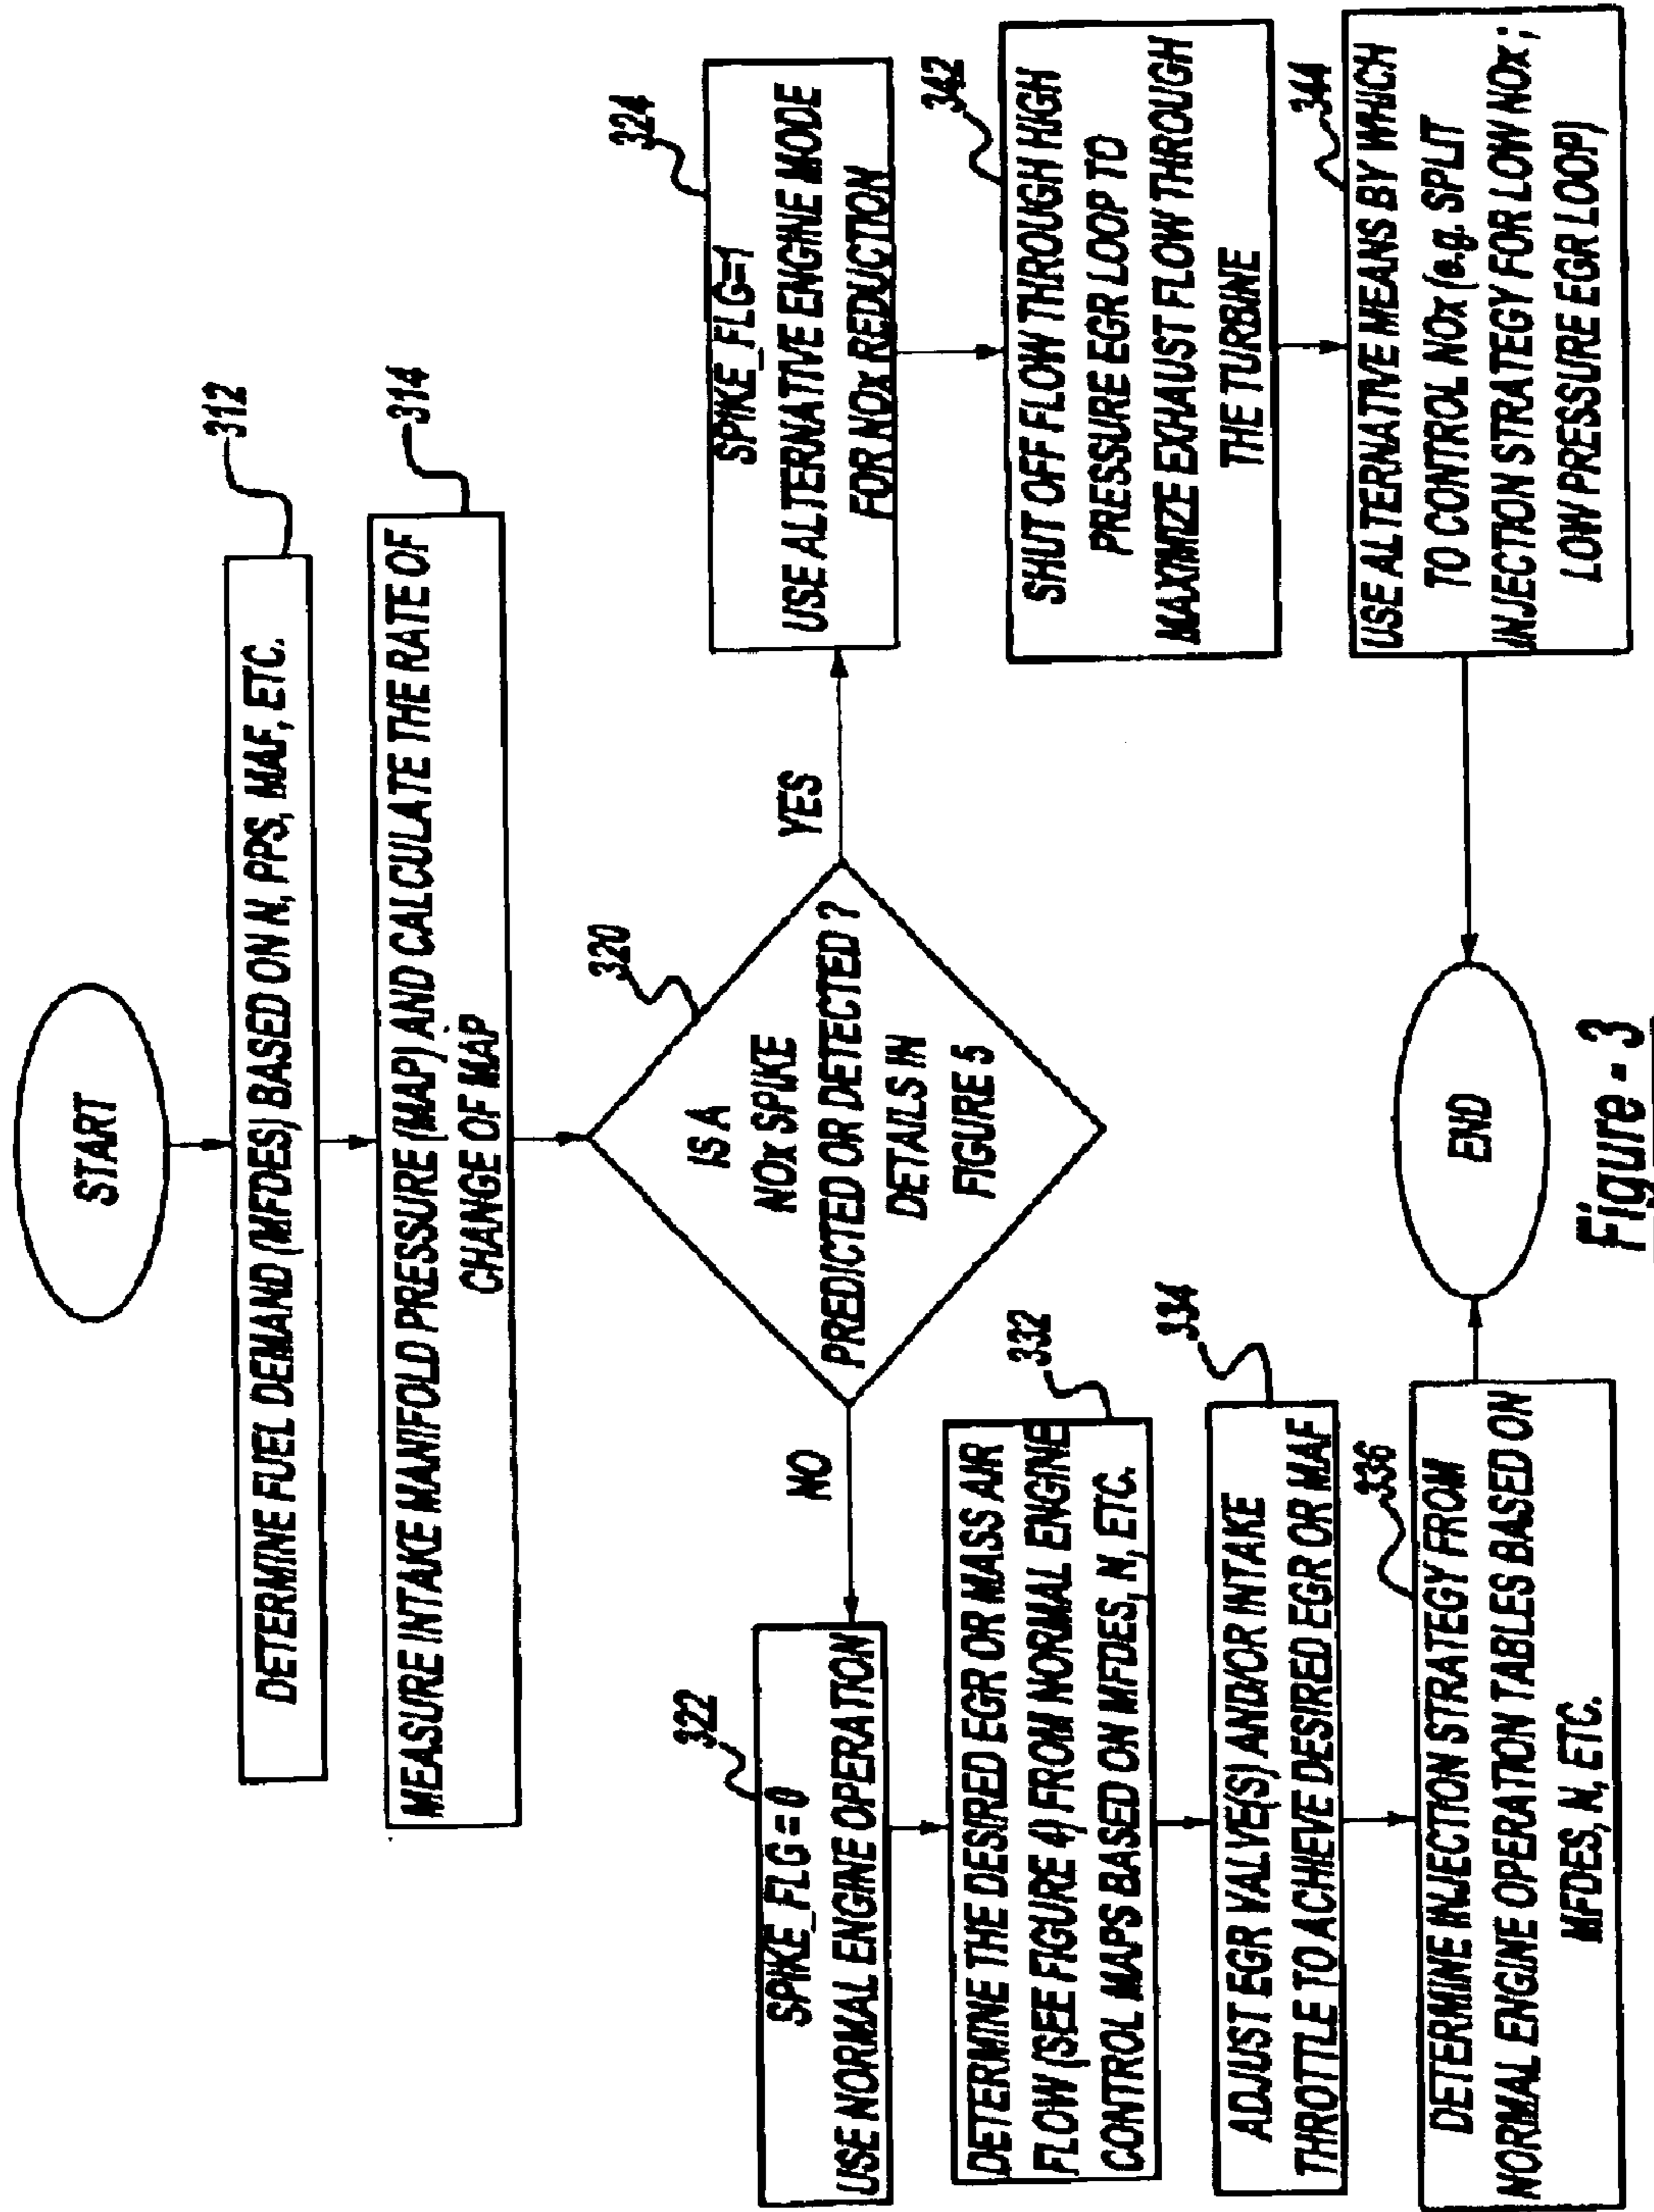 START
312
DETERMINE FUEL DEMAND (MFDES) BASED ON N, PPS, MAF, ETC.
314
MEASURE INTAKE MANIFOLD PRESSURE (MAP) AND CALCULATE THE RATE OF
CHANGE OF MAP
320
IS A
NOx SPIKE
PREDICTED OR DETECTED ?
DETAILS IN
FIGURE 5
NO
YES
322
SPIKE_FLG = 0
USE NORMAL ENGINE OPERATION
332
DETERMINE THE DESIRED EGR OR MASS AIR
FLOW (SEE FIGURE 4) FROM NORMAL ENGINE
CONTROL MAPS BASED ON MFDES, N, ETC.
334
ADJUST EGR VALVE(S) AND/OR INTAKE
THROTTLE TO ACHIEVE DESIRED EGR OR MAF
336
DETERMINE INJECTION STRATEGY FROM
NORMAL ENGINE OPERATION TABLES BASED ON
MFDES, N, ETC.
324
SPIKE_FLG=1
USE ALTERNATIVE ENGINE MODE
FOR NOx REDUCTION
342
SHUT OFF FLOW THROUGH HIGH
PRESSURE EGR LOOP TO
MAXIMIZE EXHAUST FLOW THROUGH
THE TURBINE
344
USE ALTERNATIVE MEANS BY WHICH
TO CONTROL NOx (e.g. SPLIT
INJECTION STRATEGY FOR LOW NOx ;
LOW PRESSURE EGR LOOP)
END
Figure - 3